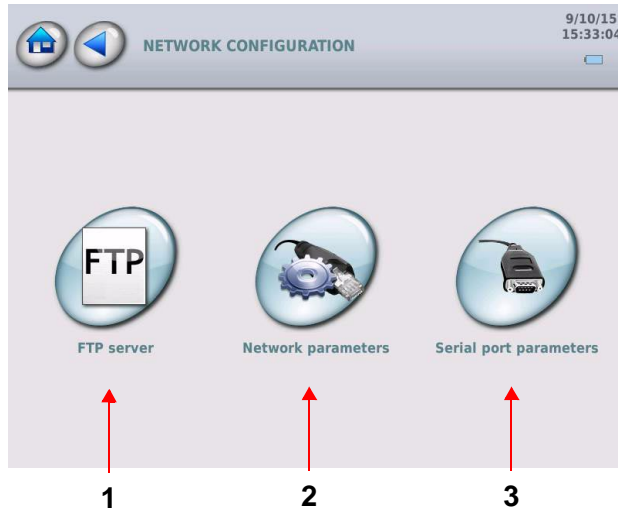 NETWORK CONFIGURATION
9/10/15
15:33:04
FTP
FTP server
Network parameters
Serial port parameters
1
2
3